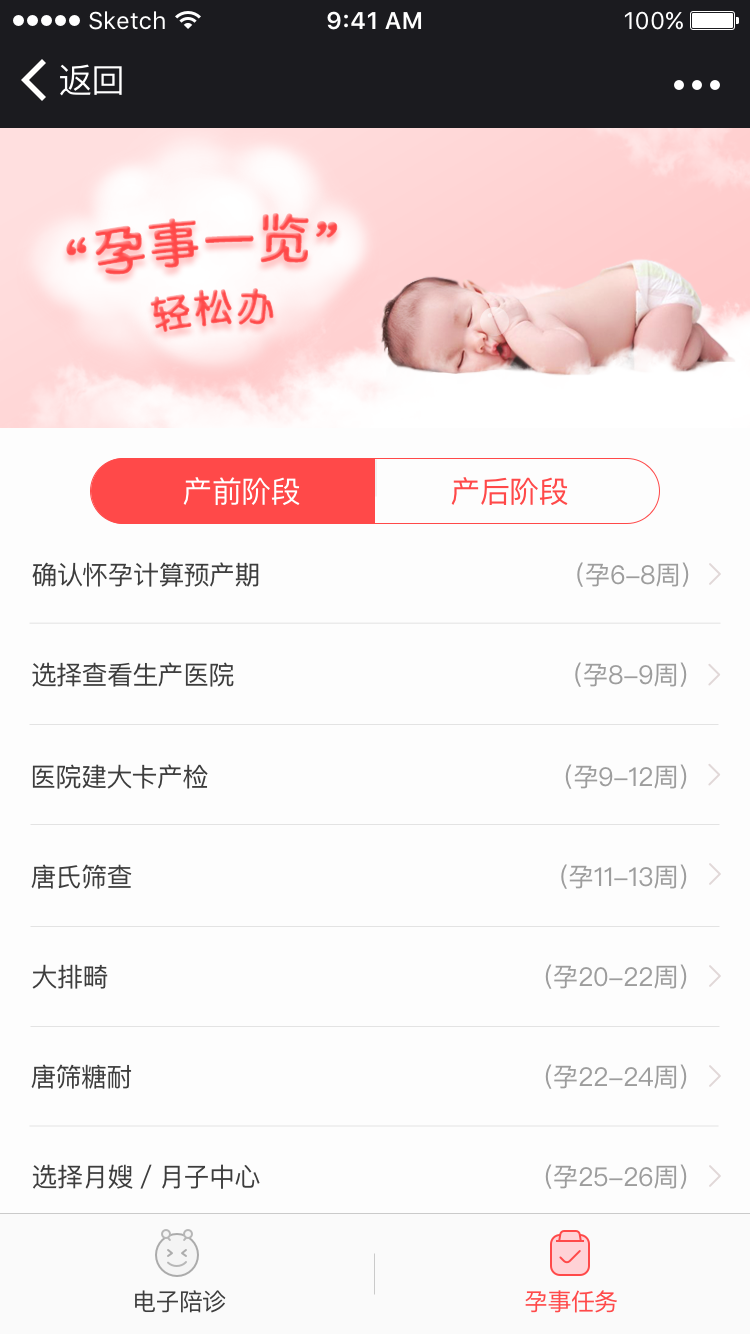 Sketch 9:41 AM 100%
返回
“孕事一览”
轻松办
产前阶段 产后阶段
确认怀孕计算预产期 (孕6–8周)
选择查看生产医院 (孕8–9周)
医院建大卡产检 (孕9–12周)
唐氏筛查 (孕11–13周)
大排畸 (孕20–22周)
唐筛糖耐 (孕22–24周)
选择月嫂 / 月子中心 (孕25–26周)
电子陪诊 孕事任务